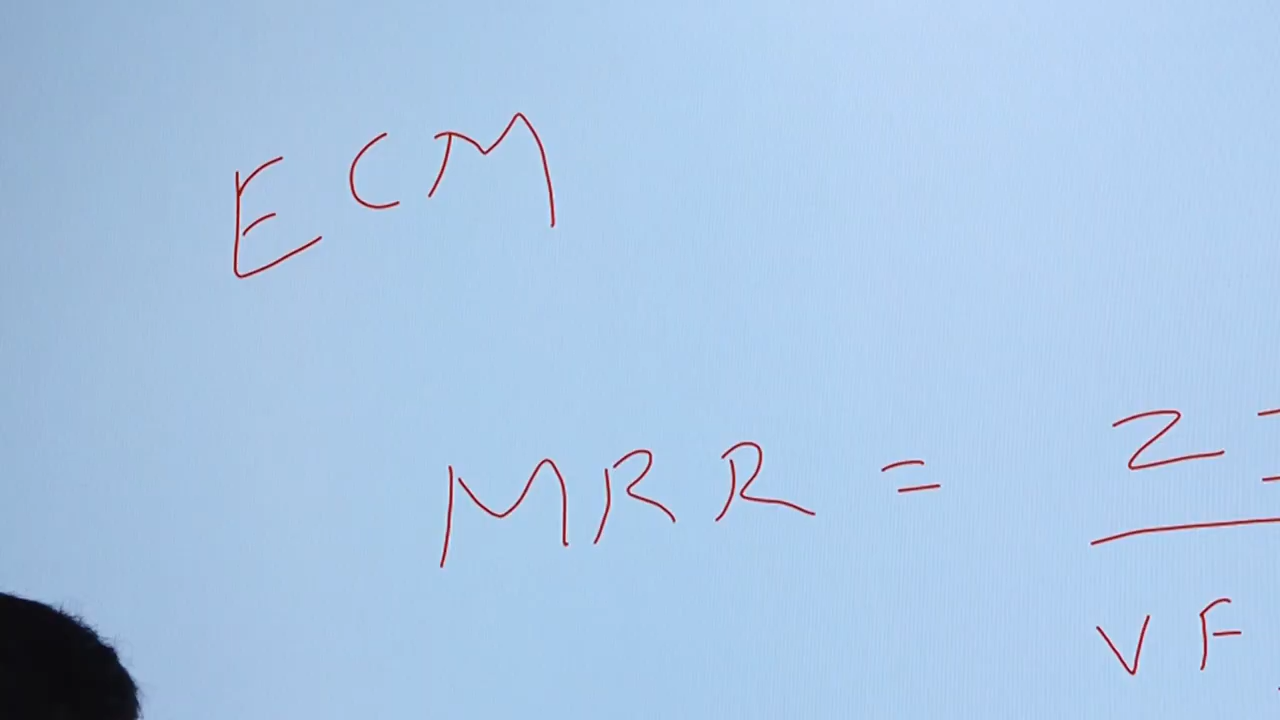 ECM
MRR = Z
VF